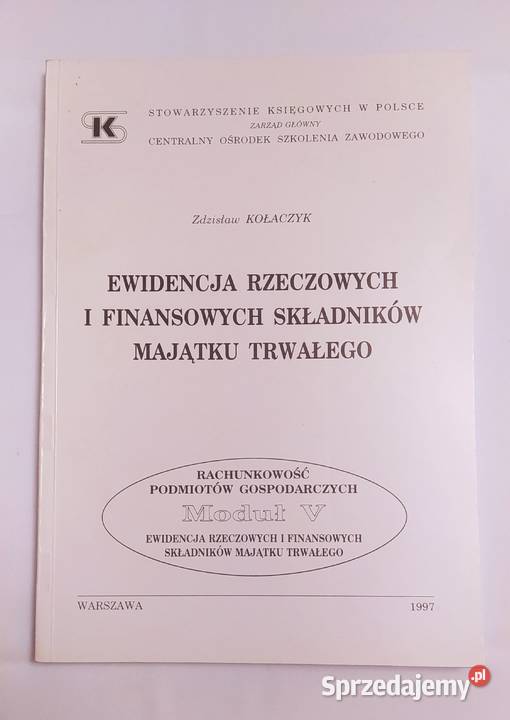 STOWARZYSZENIE KSIĘGOWYCH W POLSCE
ZARZĄD GŁÓWNY
CENTRALNY OŚRODEK SZKOLENIA ZAWODOWEGO
SK
Zdzisław KOŁACZYK
EWIDENCJA RZECZOWYCH
I FINANSOWYCH SKŁADNIKÓW
MAJĄTKU TRWAŁEGO
RACHUNKOWOŚĆ
PODMIOTÓW GOSPODARCZYCH
Moduł V
EWIDENCJA RZECZOWYCH I FINANSOWYCH
SKŁADNIKÓW MAJĄTKU TRWAŁEGO
WARSZAWA 1997
Sprzedajemy.pl